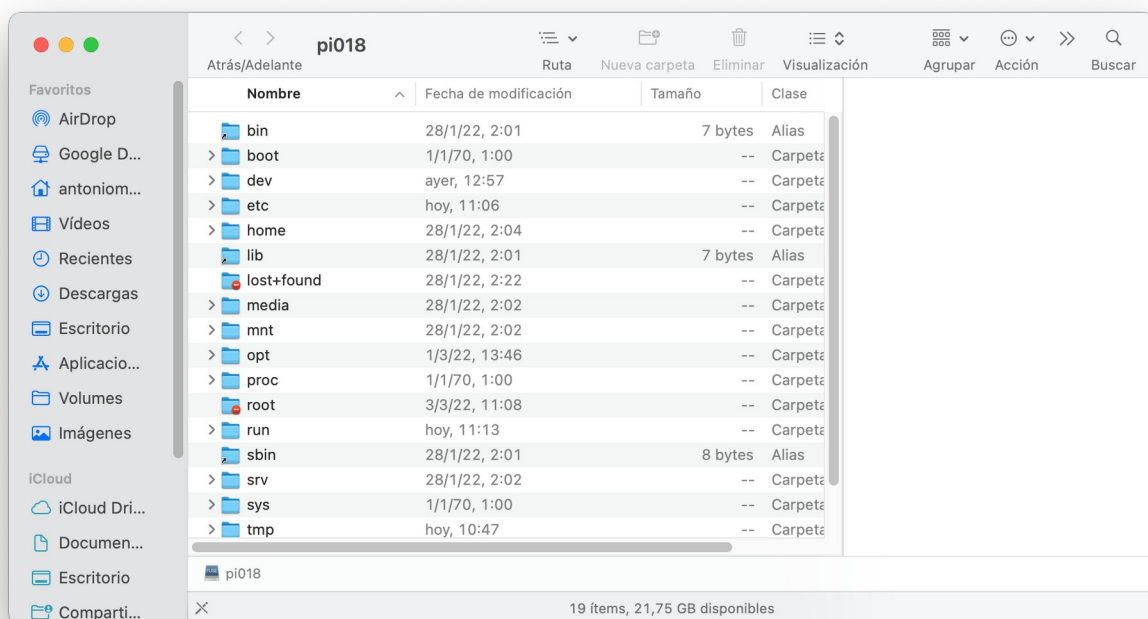 pi018
Atrás/Adelante
Ruta
Nueva carpeta
Eliminar
Visualización
Agrupar
Acción
Buscar
Favoritos
AirDrop
Google D...
antoniom...
Vídeos
Recientes
Descargas
Escritorio
Aplicacio...
Volumes
Imágenes
iCloud
iCloud Dri...
Documen...
Escritorio
Comparti...
Nombre Fecha de modificación Tamaño Clase
bin 28/1/22, 2:01 7 bytes Alias
boot 1/1/70, 1:00 -- Carpeta
dev ayer, 12:57 -- Carpeta
etc hoy, 11:06 -- Carpeta
home 28/1/22, 2:04 -- Carpeta
lib 28/1/22, 2:01 7 bytes Alias
lost+found 28/1/22, 2:22 -- Carpeta
media 28/1/22, 2:02 -- Carpeta
mnt 28/1/22, 2:02 -- Carpeta
opt 1/3/22, 13:46 -- Carpeta
proc 1/1/70, 1:00 -- Carpeta
root 3/3/22, 11:08 -- Carpeta
run hoy, 11:13 -- Carpeta
sbin 28/1/22, 2:01 8 bytes Alias
srv 28/1/22, 2:02 -- Carpeta
sys 1/1/70, 1:00 -- Carpeta
tmp hoy, 10:47 -- Carpeta
pi018
19 ítems, 21,75 GB disponibles